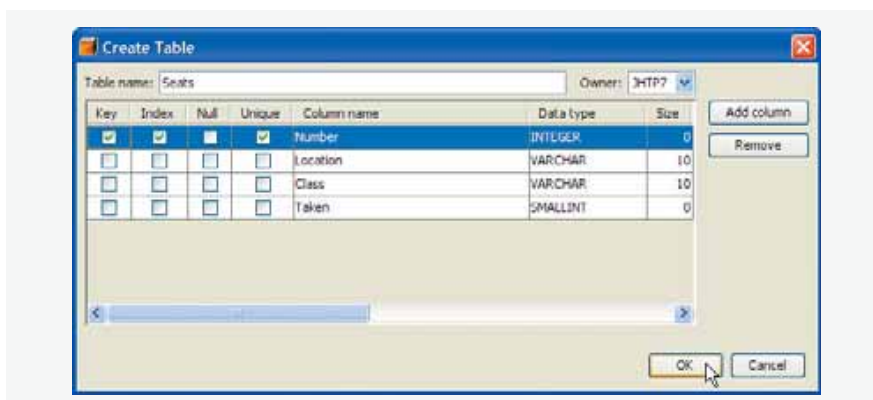 Create Table
Table name: Seats Owner: JHTP7
Key Index Null Unique Column name Data type Size
Number INTEGER 0
Location VARCHAR 10
Class VARCHAR 10
Taken SMALLINT 0
Add column
Remove
OK Cancel